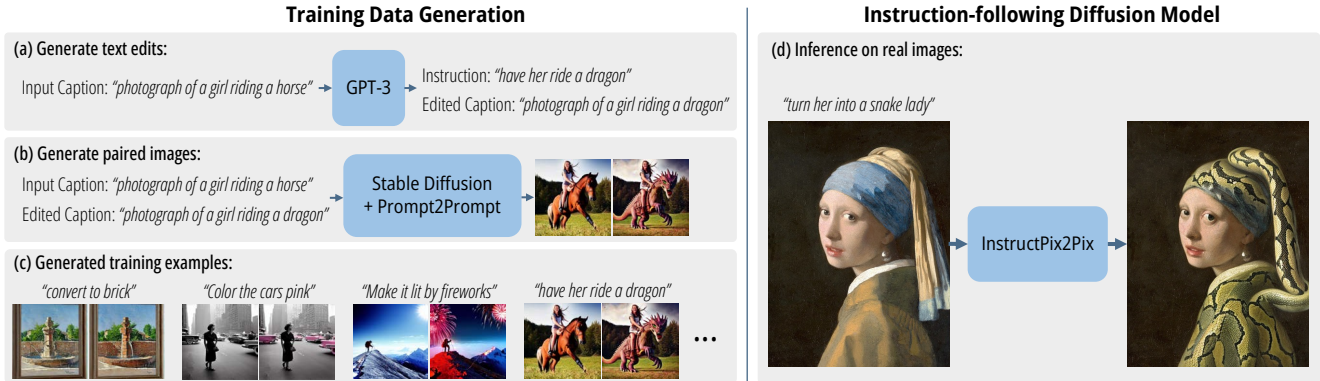 Training Data Generation
(a) Generate text edits:
Input Caption: “photograph of a girl riding a horse”
GPT-3
Instruction: “have her ride a dragon”
Edited Caption: “photograph of a girl riding a dragon”
(b) Generate paired images:
Input Caption: “photograph of a girl riding a horse”
Edited Caption: “photograph of a girl riding a dragon”
Stable Diffusion
+ Prompt2Prompt
(c) Generated training examples:
“convert to brick”
“Color the cars pink”
“Make it lit by fireworks”
“have her ride a dragon”
...
Instruction-following Diffusion Model
(d) Inference on real images:
“turn her into a snake lady”
InstructPix2Pix